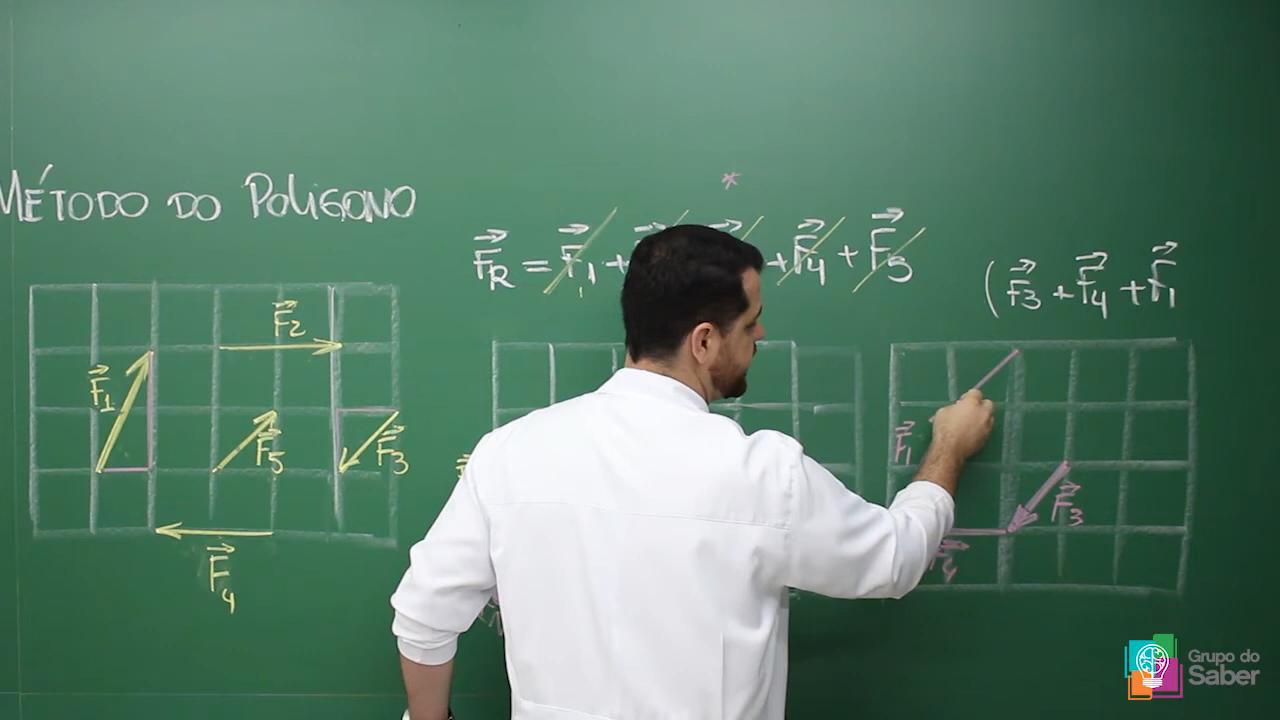 MÉTODO DO POLIGONO
*
F⃗R = F⃗1 + + F⃗4 + F⃗5
(F⃗3 + F⃗4 + F⃗1
F⃗2
F⃗1
F⃗5
F⃗3
F⃗4
F⃗1
F⃗3
F⃗4
Grupo do
Saber